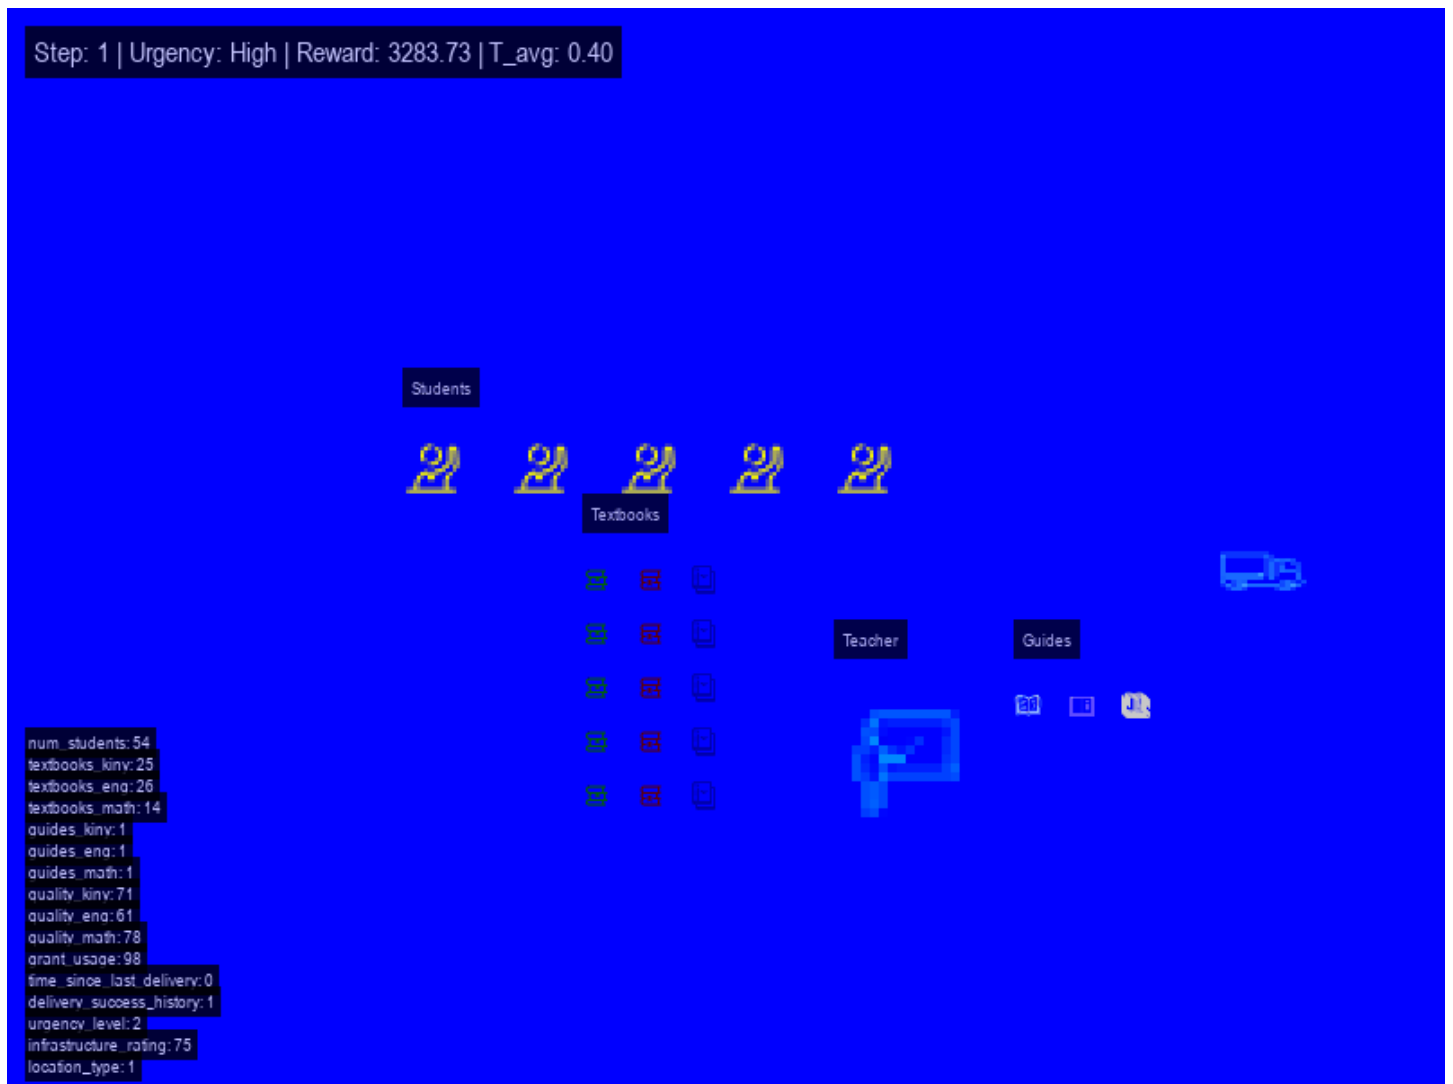 Step: 1 | Urgency: High | Reward: 3283.73 | T_avg: 0.40
Students
Textbooks
Teacher
Guides
num_students: 54
textbooks_kiny: 25
textbooks_eng: 26
textbooks_math: 14
guides_kiny: 1
guides_eng: 1
guides_math: 1
quality_kiny: 71
quality_eng: 61
quality_math: 78
grant_usage: 98
time_since_last_delivery: 0
delivery_success_history: 1
urgency_level: 2
infrastructure_rating: 75
location_type: 1